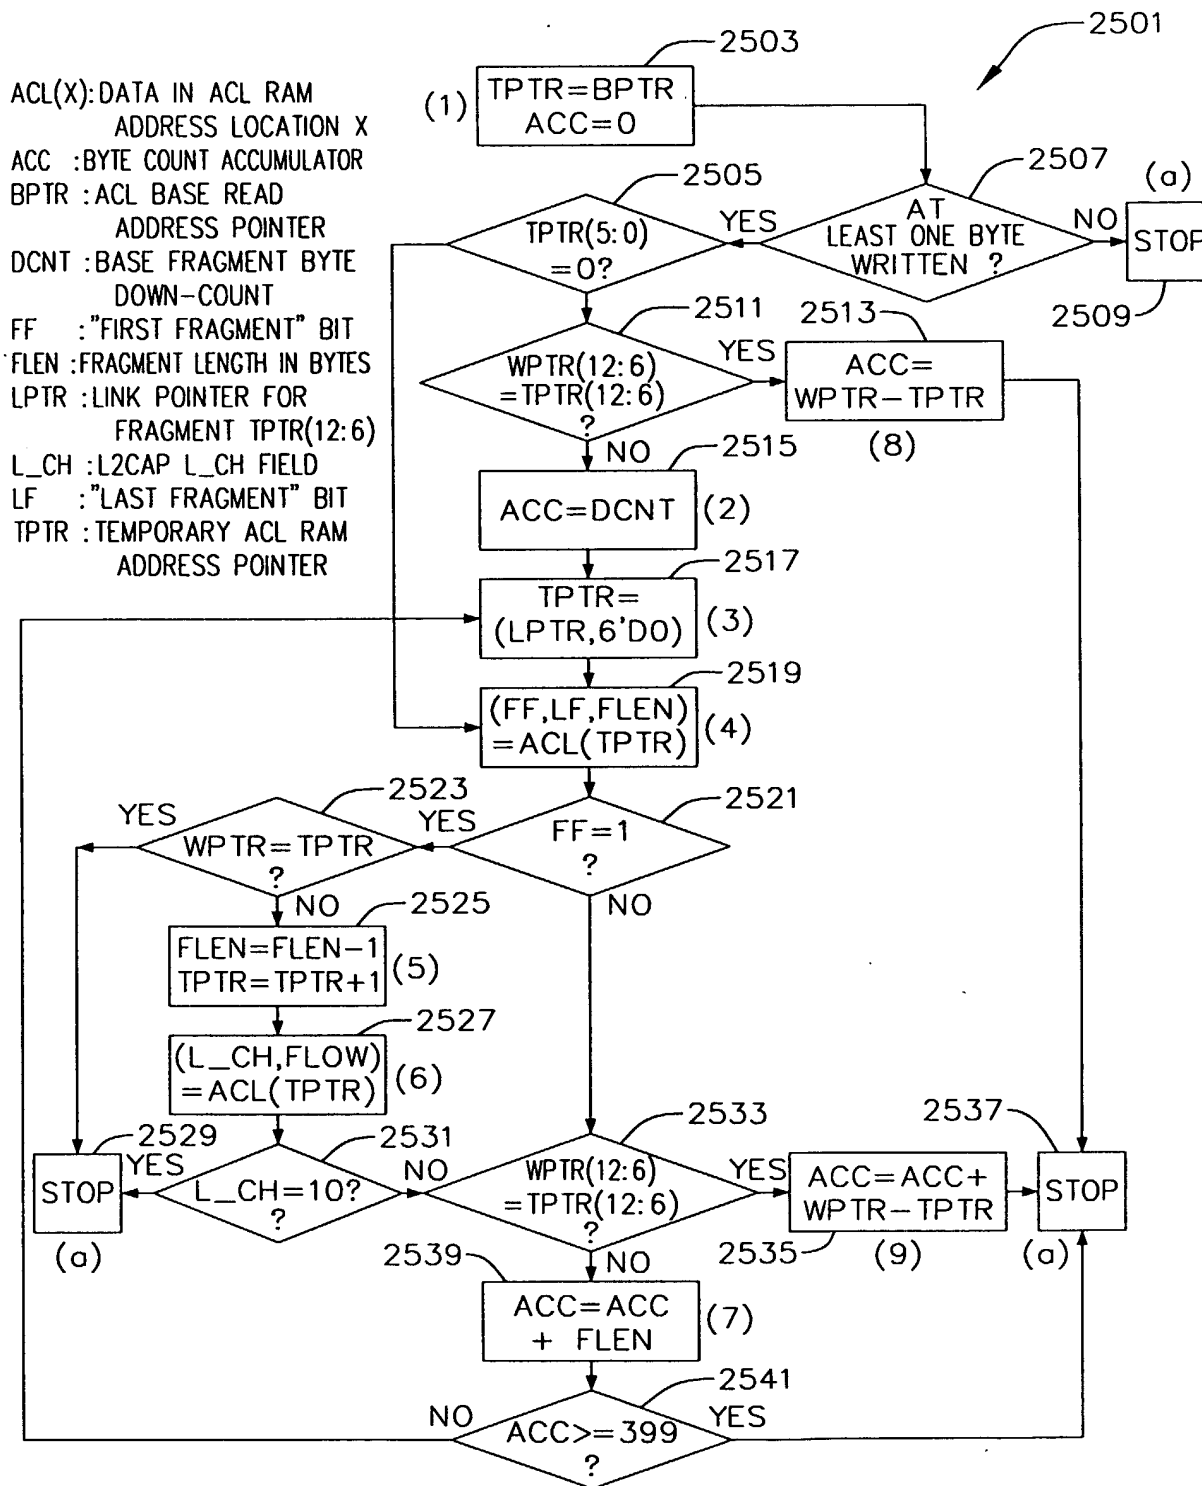 2501
2503
ACL(X):DATA IN ACL RAM
ADDRESS LOCATION X
ACC :BYTE COUNT ACCUMULATOR
BPTR :ACL BASE READ
ADDRESS POINTER
DCNT :BASE FRAGMENT BYTE
DOWN-COUNT
FF :"FIRST FRAGMENT" BIT
FLEN :FRAGMENT LENGTH IN BYTES
LPTR :LINK POINTER FOR
FRAGMENT TPTR(12:6)
L_CH :L2CAP L_CH FIELD
LF :"LAST FRAGMENT" BIT
TPTR :TEMPORARY ACL RAM
ADDRESS POINTER
(1)
TPTR=BPTR
ACC=0
2507
AT
LEAST ONE BYTE
WRITTEN ?
NO
(a)
STOP
2509
YES
2505
TPTR(5:0)
=0?
2511
WPTR(12:6)
=TPTR(12:6)
?
YES
2513
ACC=
WPTR-TPTR
(8)
NO
2515
ACC=DCNT
(2)
2517
TPTR=
(LPTR,6'D0)
(3)
2519
(FF,LF,FLEN)
=ACL(TPTR)
(4)
2521
FF=1
?
YES
NO
2523
WPTR=TPTR
?
YES
NO
2525
FLEN=FLEN-1
TPTR=TPTR+1
(5)
2527
(L_CH,FLOW)
=ACL(TPTR)
(6)
2531
L_CH=10?
?
YES
2529
STOP
(a)
NO
2533
WPTR(12:6)
=TPTR(12:6)
?
YES
ACC=ACC+
WPTR-TPTR
2535
(9)
2537
STOP
(a)
NO
2539
ACC=ACC
+ FLEN
(7)
2541
ACC>=399
?
NO
YES